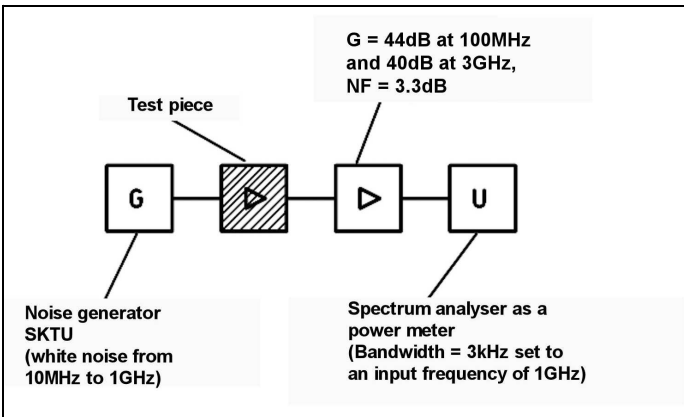 G = 44dB at 100MHz
and 40dB at 3GHz,
NF = 3.3dB
Test piece
G
U
Noise generator
SKTU
(white noise from
10MHz to 1GHz)
Spectrum analyser as a
power meter
(Bandwidth = 3kHz set to
an input frequency of 1GHz)